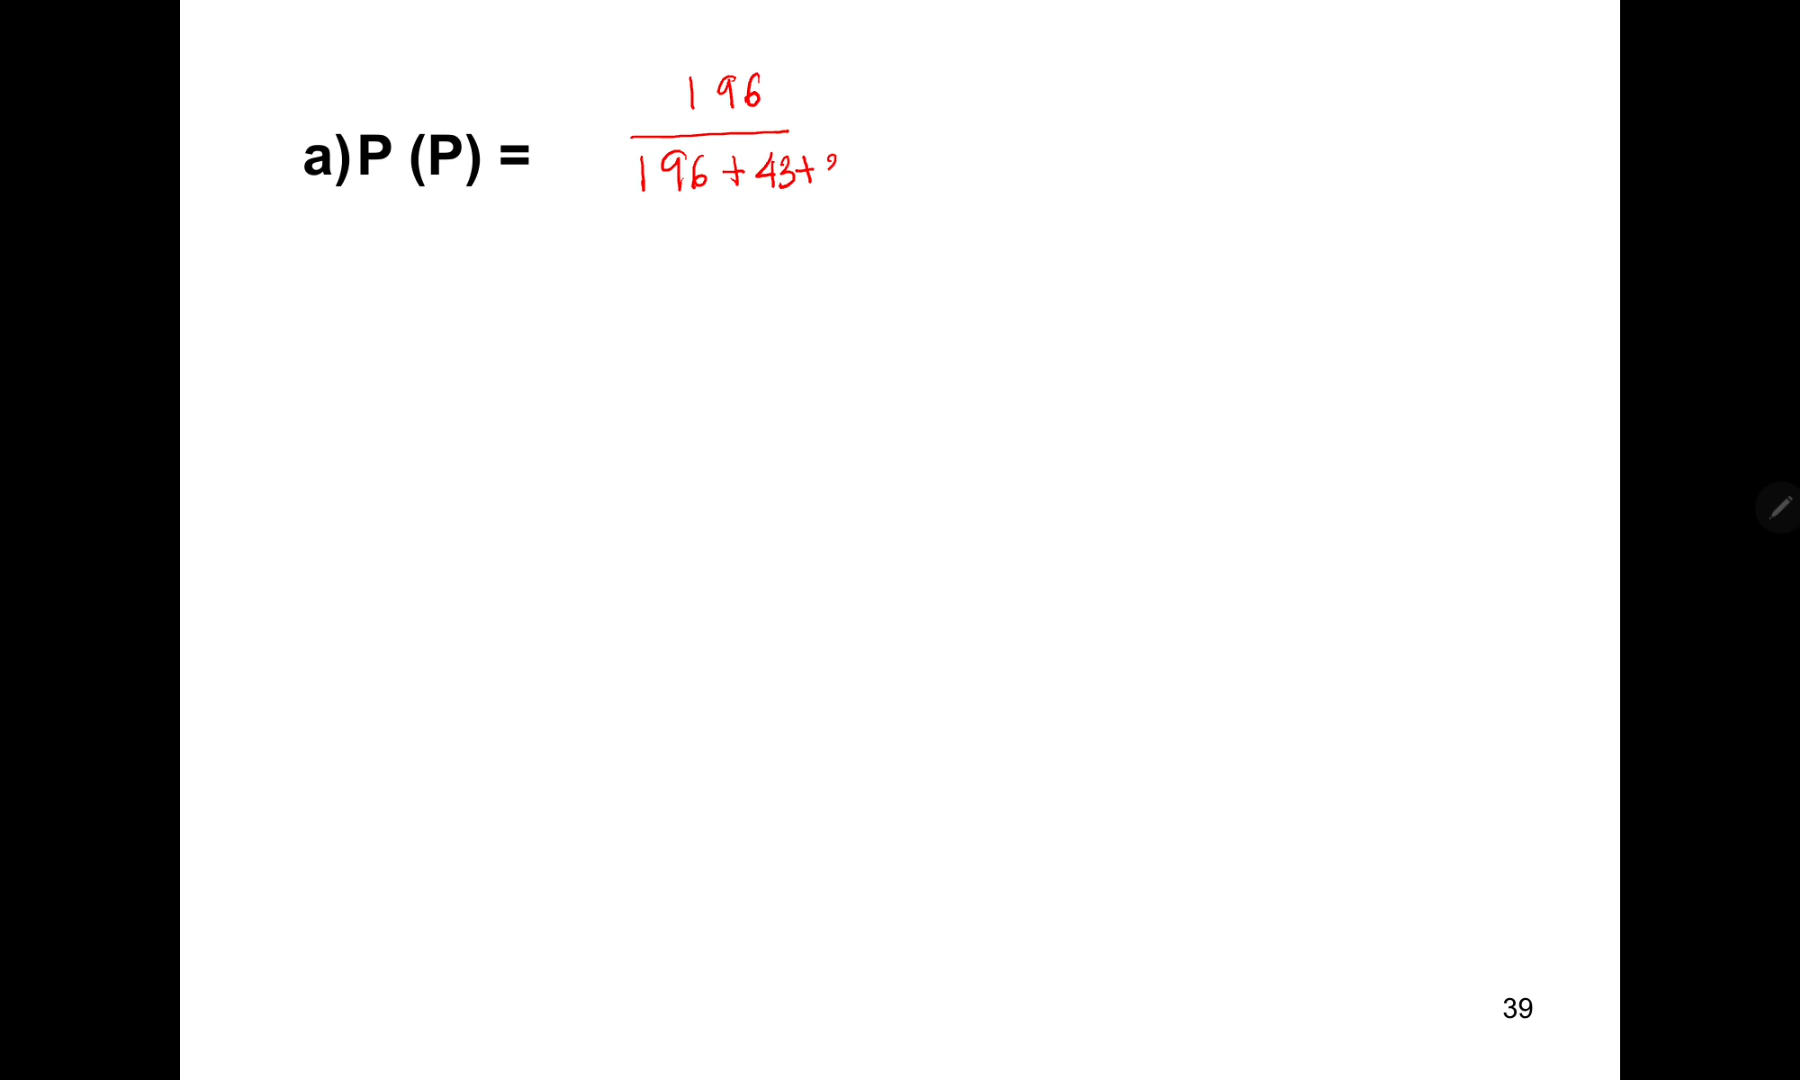 196
a) P (P) =
196 + 43 +
39